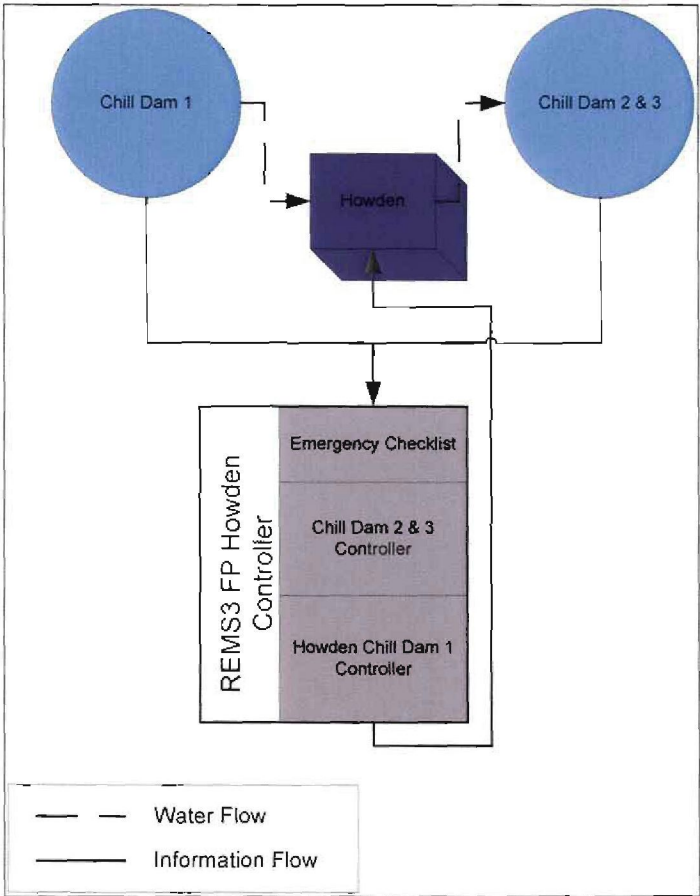 Chill Dam 1
Chill Dam 2 & 3
Howden
REMS3 FP Howden
Controller
Emergency Checklist
Chill Dam 2 & 3
Controller
Howden Chill Dam 1
Controller
Water Flow
Information Flow